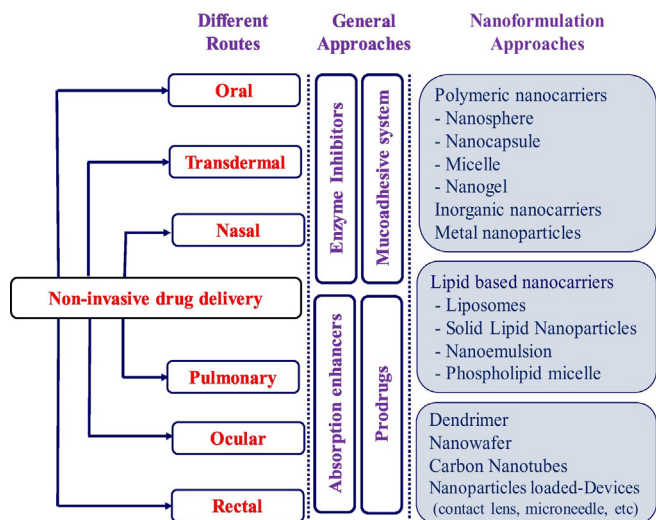 Different
Routes
General
Approaches
Nanoformulation
Approaches
Oral
Transdermal
Nasal
Non-invasive drug delivery
Pulmonary
Ocular
Rectal
Enzyme Inhibitors
Mucoadhesive system
Absorption enhancers
Prodrugs
Polymeric nanocarriers
- Nanosphere
- Nanocapsule
- Micelle
- Nanogel
Inorganic nanocarriers
Metal nanoparticles
Lipid based nanocarriers
- Liposomes
- Solid Lipid Nanoparticles
- Nanoemulsion
- Phospholipid micelle
Dendrimer
Nanowafer
Carbon Nanotubes
Nanoparticles loaded-Devices
(contact lens, microneedle, etc)